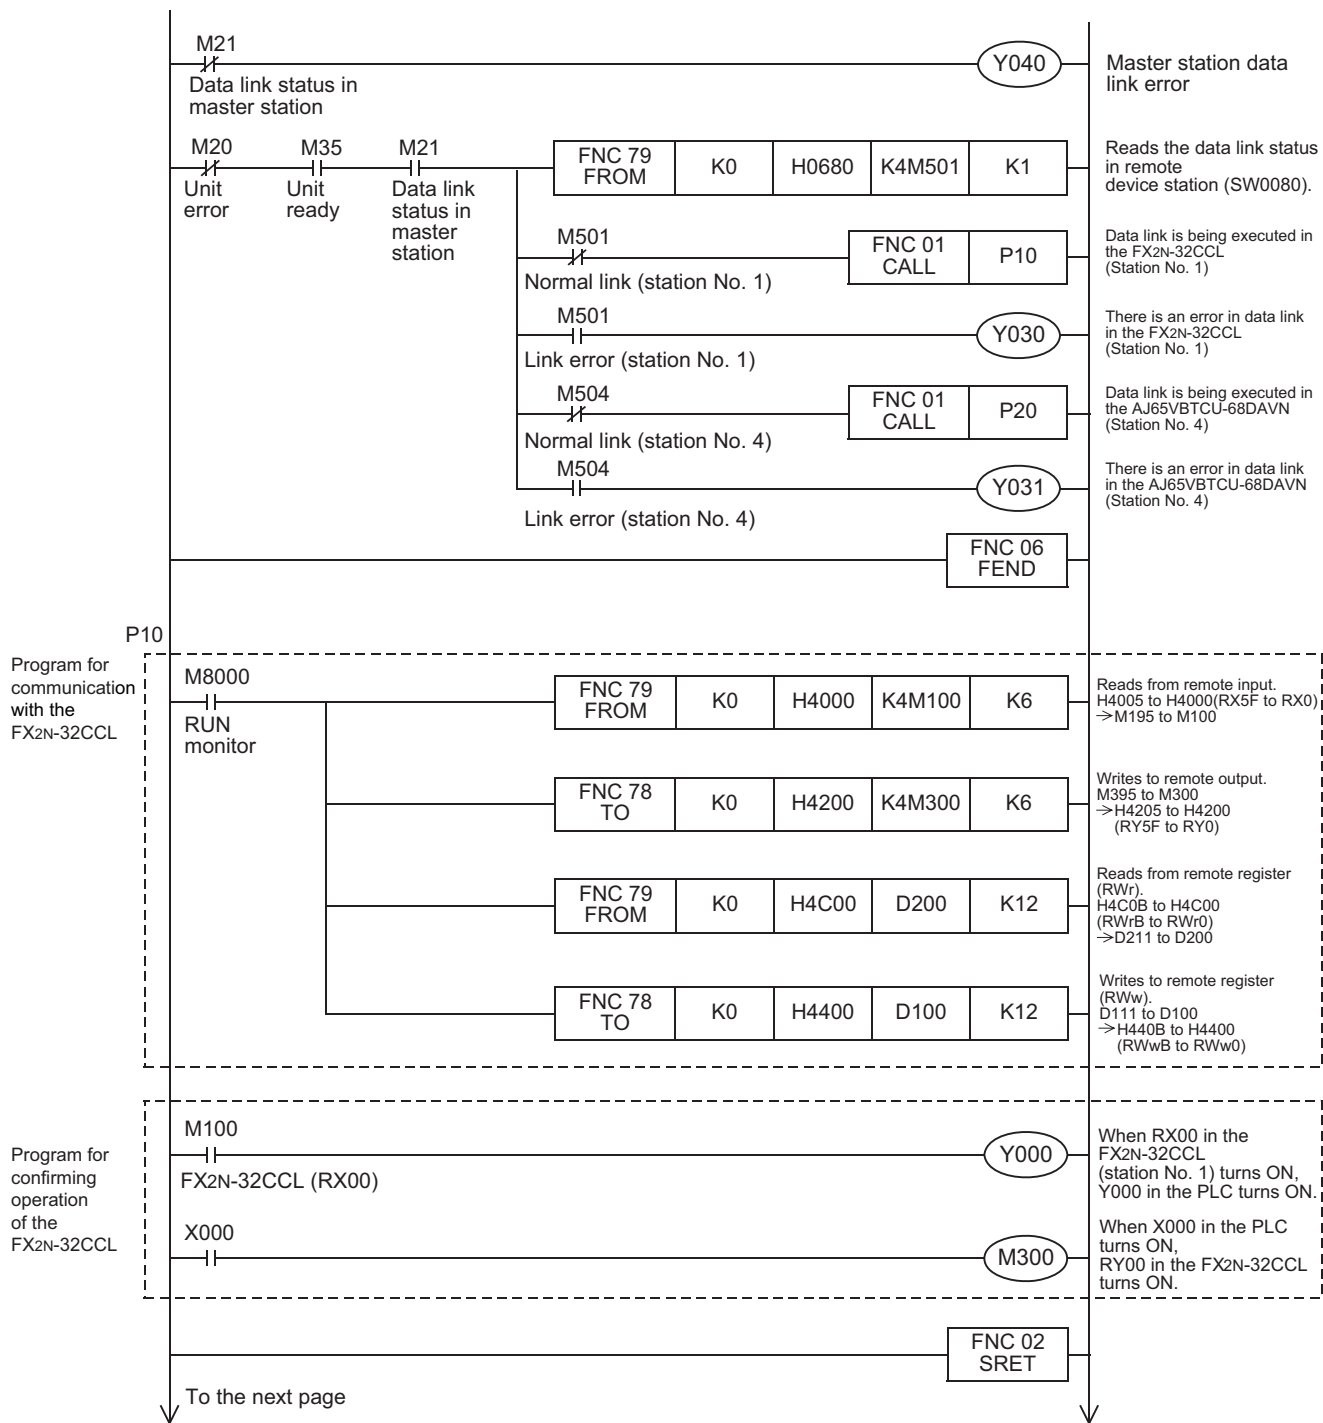 M21
Y040
Data link status in
master station
Master station data
link error
M20
M35
M21
Unit
error
Unit
ready
Data link
status in
master
station
FNC 79
FROM
K0
H0680
K4M501
K1
Reads the data link status
in remote
device station (SW0080).
M501
Normal link (station No. 1)
FNC 01
CALL
P10
Data link is being executed in
the FX2N-32CCL
(Station No. 1)
M501
Link error (station No. 1)
Y030
There is an error in data link
in the FX2N-32CCL
(Station No. 1)
M504
Normal link (station No. 4)
FNC 01
CALL
P20
Data link is being executed in
the AJ65VBTCU-68DAVN
(Station No. 4)
M504
Link error (station No. 4)
Y031
There is an error in data link
in the AJ65VBTCU-68DAVN
(Station No. 4)
FNC 06
FEND
P10
Program for
communication
with the
FX2N-32CCL
M8000
RUN
monitor
FNC 79
FROM
K0
H4000
K4M100
K6
Reads from remote input.
H4005 to H4000(RX5F to RX0)
→M195 to M100
FNC 78
TO
K0
H4200
K4M300
K6
Writes to remote output.
M395 to M300
→H4205 to H4200
(RY5F to RY0)
FNC 79
FROM
K0
H4C00
D200
K12
Reads from remote register
(RWr).
H4C0B to H4C00
(RWrB to RWr0)
→D211 to D200
FNC 78
TO
K0
H4400
D100
K12
Writes to remote register
(RWw).
D111 to D100
→H440B to H4400
(RWwB to RWw0)
Program for
confirming
operation
of the
FX2N-32CCL
M100
FX2N-32CCL (RX00)
Y000
When RX00 in the
FX2N-32CCL
(station No. 1) turns ON,
Y000 in the PLC turns ON.
X000
M300
When X000 in the PLC
turns ON,
RY00 in the FX2N-32CCL
turns ON.
FNC 02
SRET
To the next page